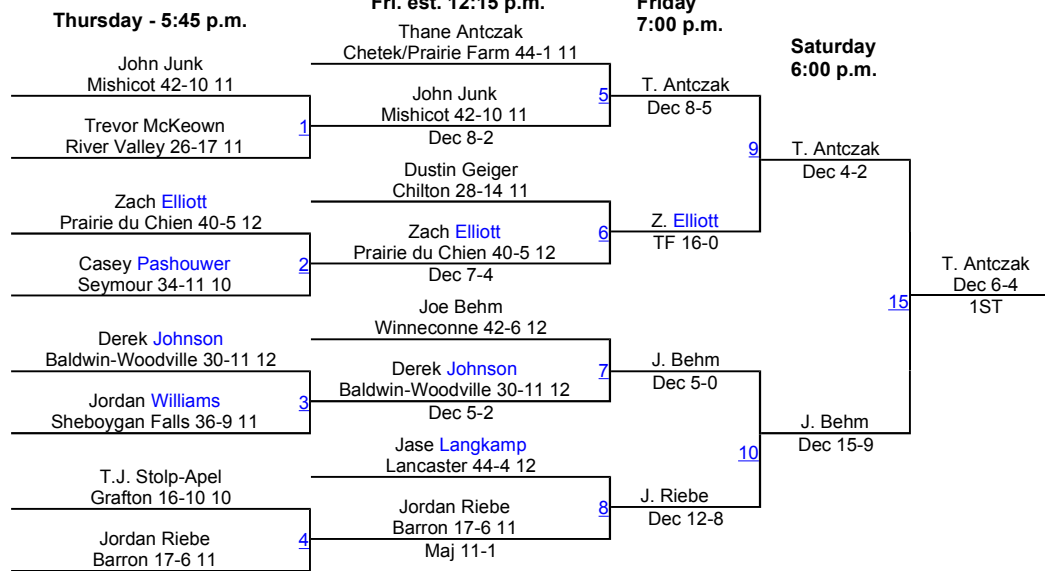 Thursday - 5:45 p.m.
John Junk
Mishicot 42-10 11
Trevor McKeown
River Valley 26-17 11
1
Zach Elliott
Prairie du Chien 40-5 12
Casey Pashouwer
Seymour 34-11 10
2
Derek Johnson
Baldwin-Woodville 30-11 12
Jordan Williams
Sheboygan Falls 36-9 11
3
T.J. Stolp-Apel
Grafton 16-10 10
Jordan Riebe
Barron 17-6 11
4
Fri. est. 12:15 p.m.
Thane Antczak
Chetek/Prairie Farm 44-1 11
John Junk
Mishicot 42-10 11
Dec 8-2
5
Dustin Geiger
Chilton 28-14 11
Zach Elliott
Prairie du Chien 40-5 12
Dec 7-4
6
Joe Behm
Winneconne 42-6 12
Derek Johnson
Baldwin-Woodville 30-11 12
Dec 5-2
7
Jase Langkamp
Lancaster 44-4 12
Jordan Riebe
Barron 17-6 11
Maj 11-1
8
Friday
7:00 p.m.
T. Antczak
Dec 8-5
9
Z. Elliott
TF 16-0
J. Behm
Dec 5-0
10
J. Riebe
Dec 12-8
Saturday
6:00 p.m.
T. Antczak
Dec 4-2
15
J. Behm
Dec 15-9
T. Antczak
Dec 6-4
1ST